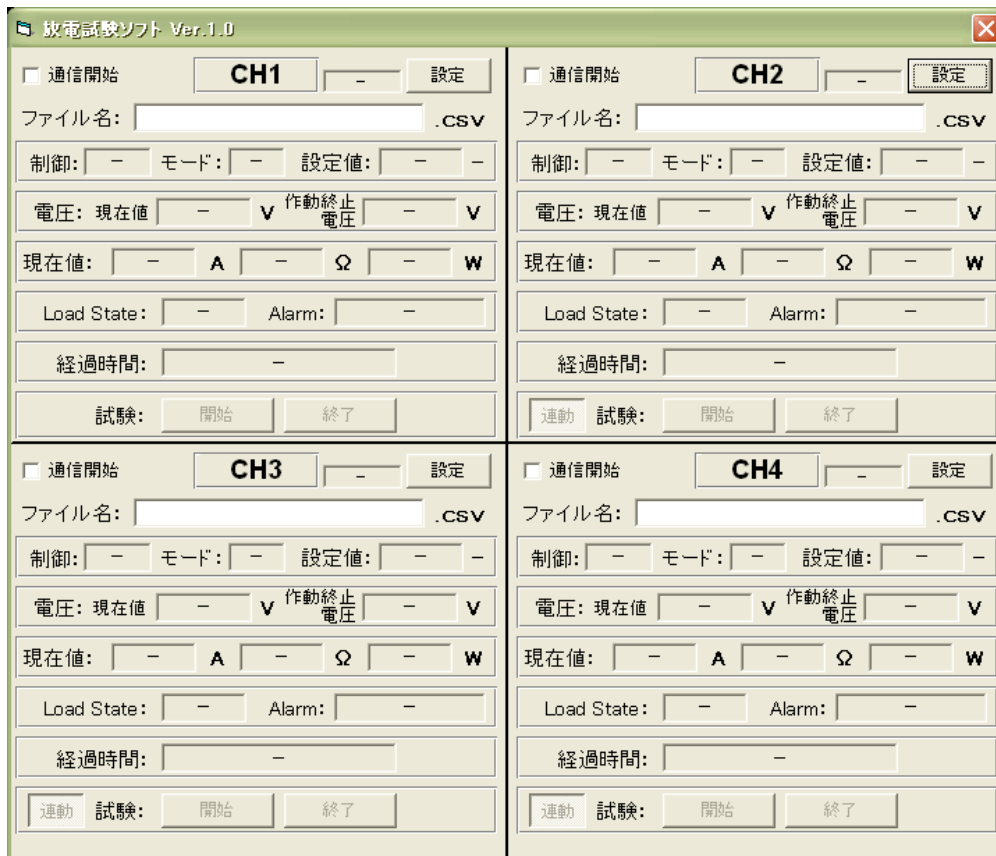 放電試験ソフト Ver.1.0
通信開始 CH1 - 設定
ファイル名: .CSV
制御: - モード: - 設定値: - -
電圧: 現在値 - V 作動終止電圧 - V
現在値: - A - Ω - W
Load State: - Alarm: -
経過時間: -
試験: 開始 終了
通信開始 CH2 - 設定
ファイル名: .CSV
制御: - モード: - 設定値: - -
電圧: 現在値 - V 作動終止電圧 - V
現在値: - A - Ω - W
Load State: - Alarm: -
経過時間: -
連動 試験: 開始 終了
通信開始 CH3 - 設定
ファイル名: .CSV
制御: - モード: - 設定値: - -
電圧: 現在値 - V 作動終止電圧 - V
現在値: - A - Ω - W
Load State: - Alarm: -
経過時間: -
連動 試験: 開始 終了
通信開始 CH4 - 設定
ファイル名: .CSV
制御: - モード: - 設定値: - -
電圧: 現在値 - V 作動終止電圧 - V
現在値: - A - Ω - W
Load State: - Alarm: -
経過時間: -
連動 試験: 開始 終了